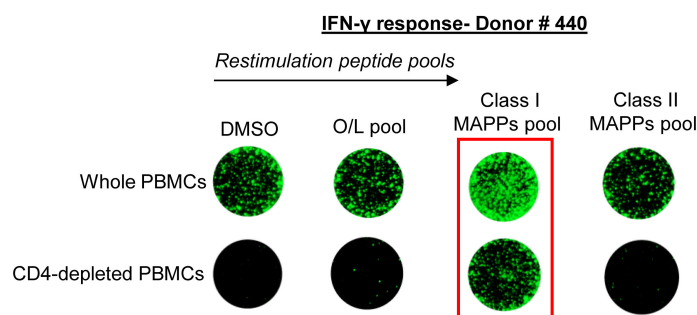 IFN-γ response- Donor # 440
Restimulation peptide pools
DMSO
O/L pool
Class I
MAPPs pool
Class II
MAPPs pool
Whole PBMCs
CD4-depleted PBMCs